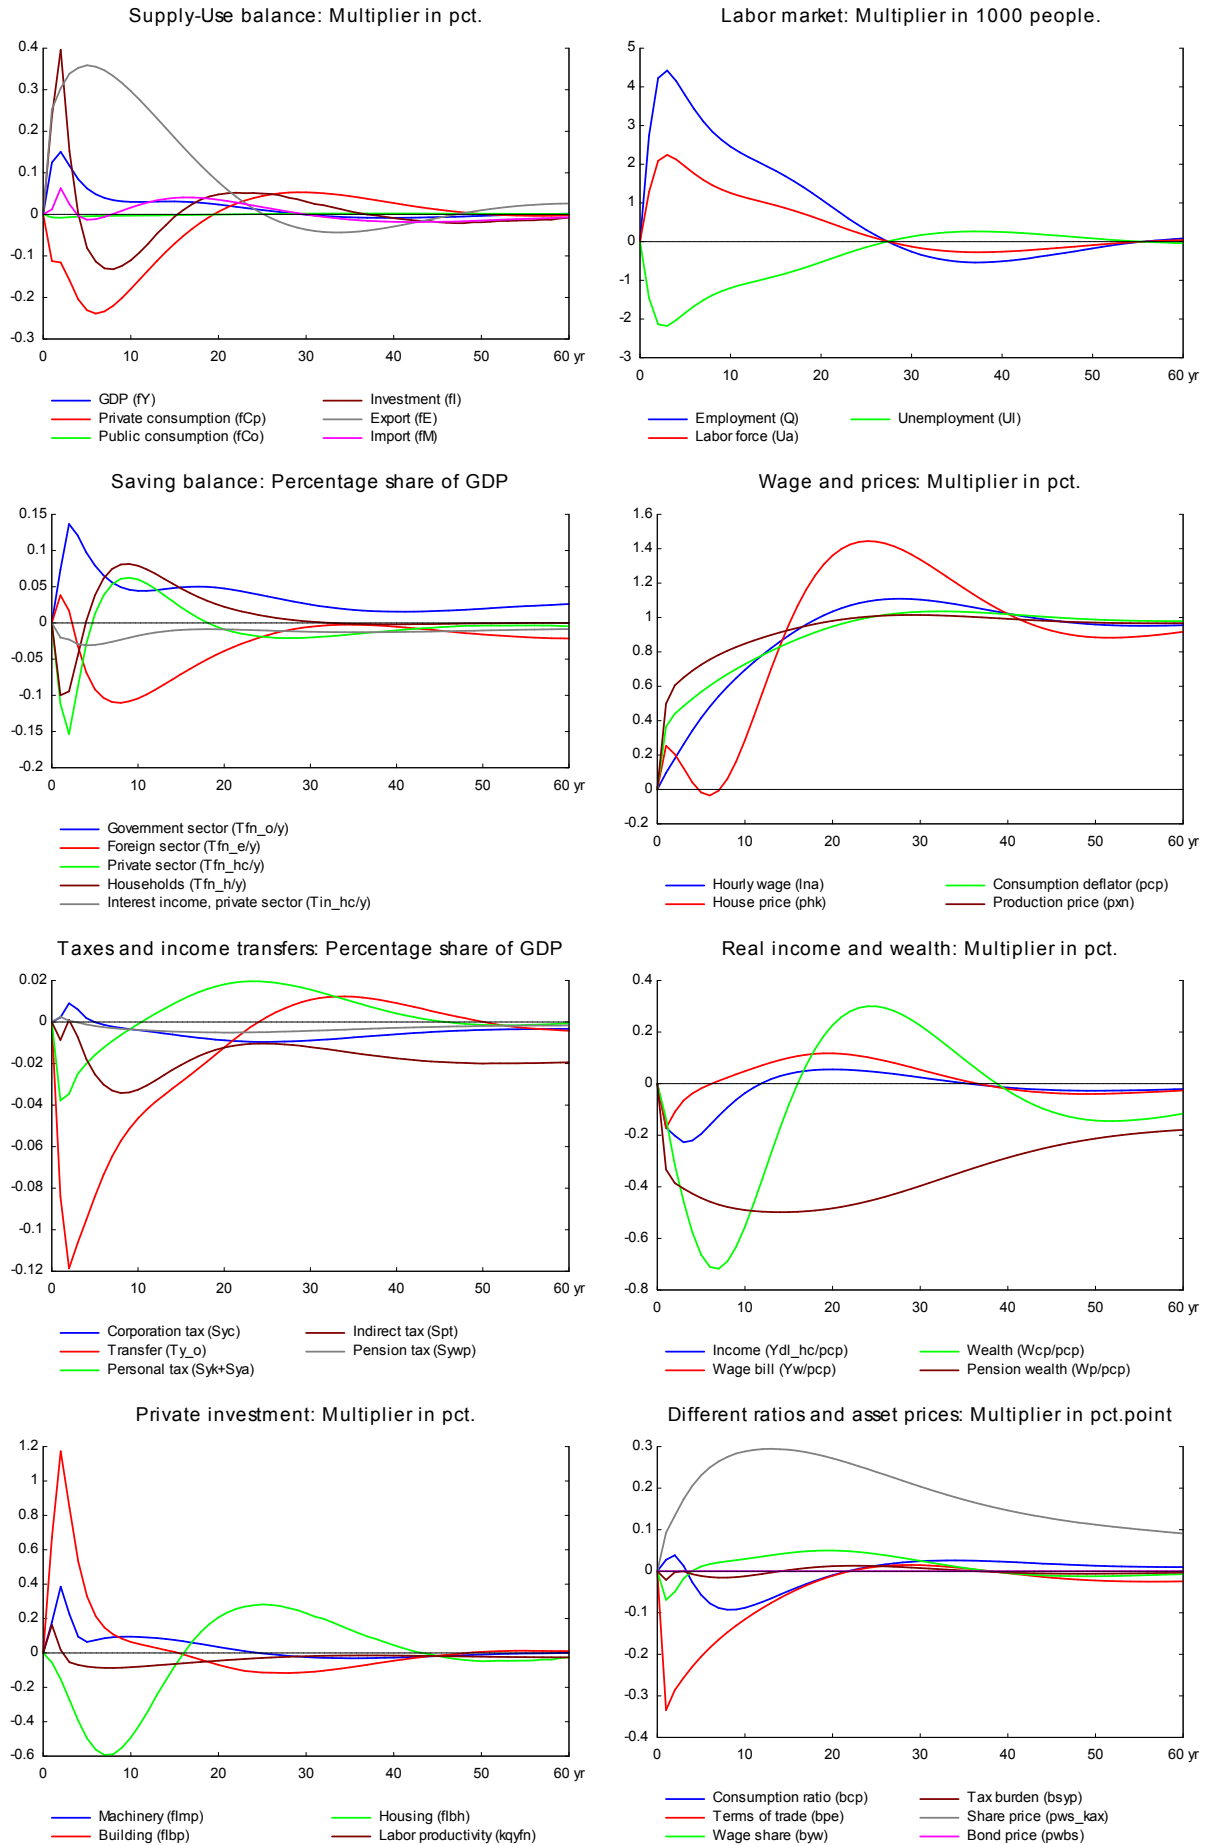 Supply-Use balance: Multiplier in pct.
0.4
0.3
0.2
0.1
0
-0.1
-0.2
-0.3
0 10 20 30 40 50 60 yr
GDP (fY) Investment (fI)
Private consumption (fCp) Export (fE)
Public consumption (fCo) Import (fM)
Labor market: Multiplier in 1000 people.
5
4
3
2
1
0
-1
-2
-3
0 10 20 30 40 50 60 yr
Employment (Q) Unemployment (Ul)
Labor force (Ua)
Saving balance: Percentage share of GDP
0.15
0.1
0.05
0
-0.05
-0.1
-0.15
-0.2
0 10 20 30 40 50 60 yr
Government sector (Tfn_o/y)
Foreign sector (Tfn_e/y)
Private sector (Tfn_hc/y)
Households (Tfn_h/y)
Interest income, private sector (Tin_hc/y)
Wage and prices: Multiplier in pct.
1.6
1.4
1.2
1
0.8
0.6
0.4
0.2
0
-0.2
0 10 20 30 40 50 60 yr
Hourly wage (lna) Consumption deflator (pcp)
House price (phk) Production price (pxn)
Taxes and income transfers: Percentage share of GDP
0.02
0
-0.02
-0.04
-0.06
-0.08
-0.1
-0.12
0 10 20 30 40 50 60 yr
Corporation tax (Syc) Indirect tax (Spt)
Transfer (Ty_o) Pension tax (Sywp)
Personal tax (Syk+Sya)
Real income and wealth: Multiplier in pct.
0.4
0.2
0
-0.2
-0.4
-0.6
-0.8
0 10 20 30 40 50 60 yr
Income (Ydl_hc/pcp) Wealth (Wcp/pcp)
Wage bill (Yw/pcp) Pension wealth (Wp/pcp)
Private investment: Multiplier in pct.
1.2
1
0.8
0.6
0.4
0.2
0
-0.2
-0.4
-0.6
0 10 20 30 40 50 60 yr
Machinery (fImp) Housing (fIbh)
Building (fIbp) Labor productivity (kqyfn)
Different ratios and asset prices: Multiplier in pct.point
0.3
0.2
0.1
0
-0.1
-0.2
-0.3
-0.4
0 10 20 30 40 50 60 yr
Consumption ratio (bcp) Tax burden (bsyp)
Terms of trade (bpe) Share price (pws_kax)
Wage share (byw) Bond price (pwbs)